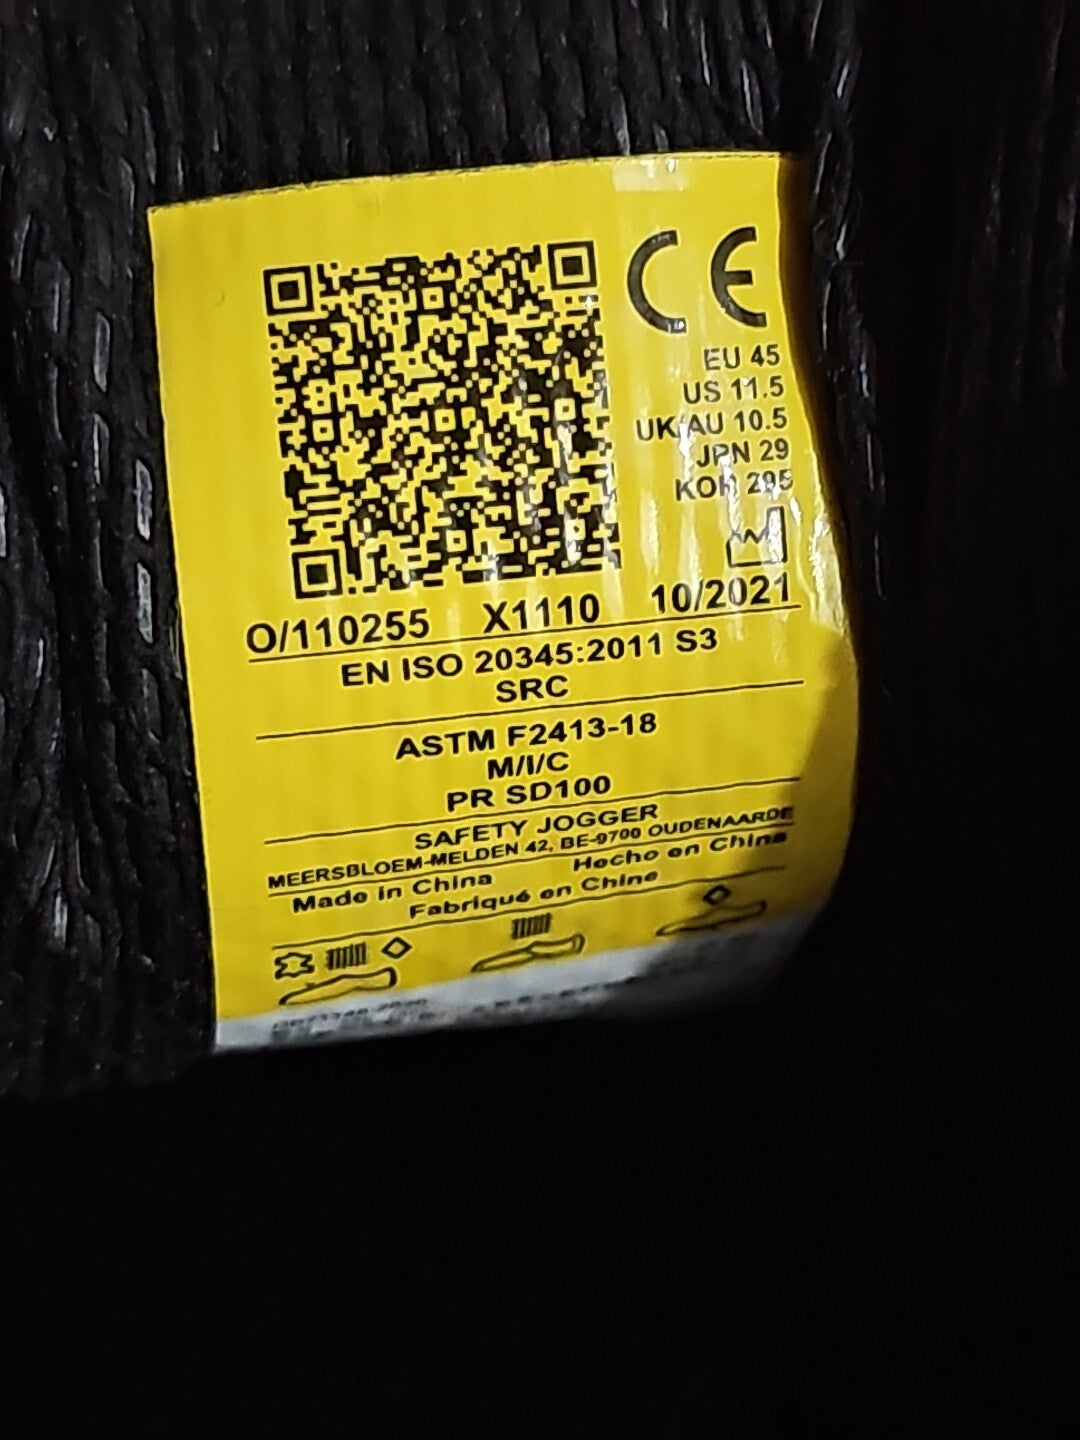 CE
EU 45
US 11.5
UK/AU 10.5
JPN 29
KOR 295
O/110255 X1110 10/2021
EN ISO 20345:2011 S3
SRC
ASTM F2413-18
M/I/C
PR SD100
SAFETY JOGGER
MEERSBLOEM-MELDEN 42, BE-9700 OUDENAARDE
Made in China Hecho en China
Fabriqué en Chine